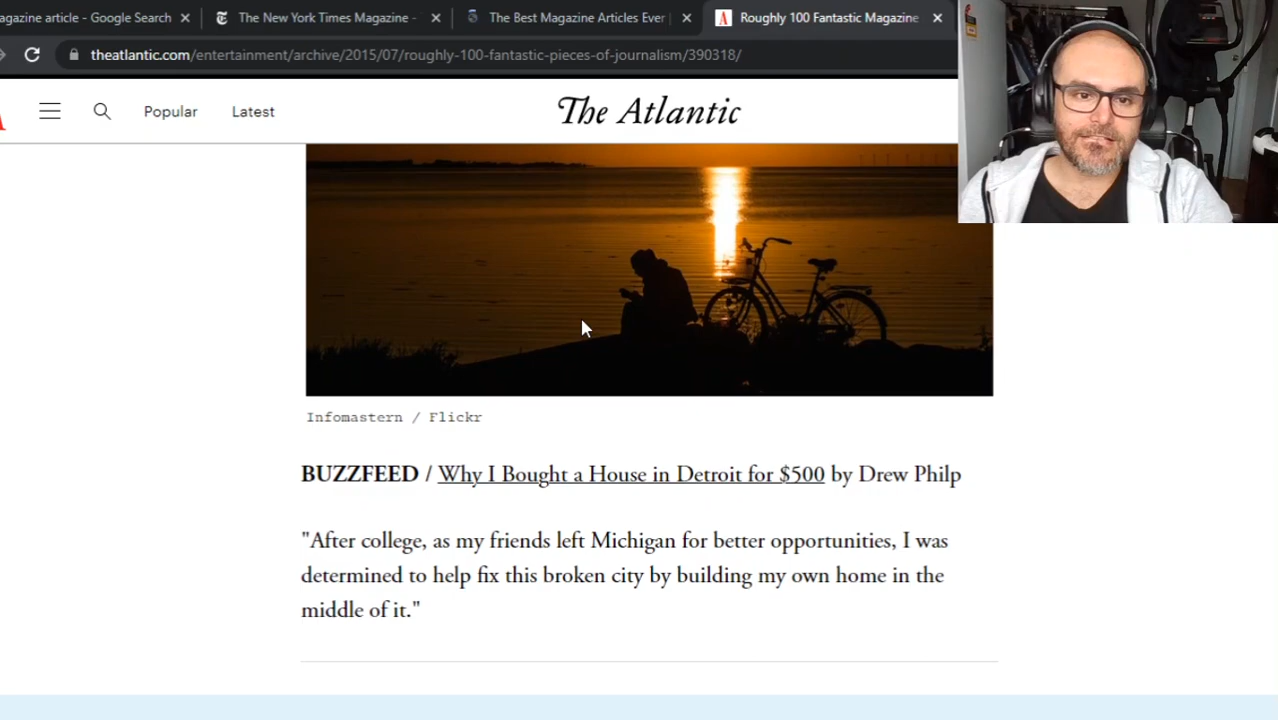 agazine article - Google Search
The New York Times Magazine -
The Best Magazine Articles Ever
Roughly 100 Fantastic Magazine
theatlantic.com/entertainment/archive/2015/07/roughly-100-fantastic-pieces-of-journalism/390318/
Popular
Latest
The Atlantic
Infomastern / Flickr
BUZZFEED / Why I Bought a House in Detroit for $500 by Drew Philp
"After college, as my friends left Michigan for better opportunities, I was
determined to help fix this broken city by building my own home in the
middle of it."